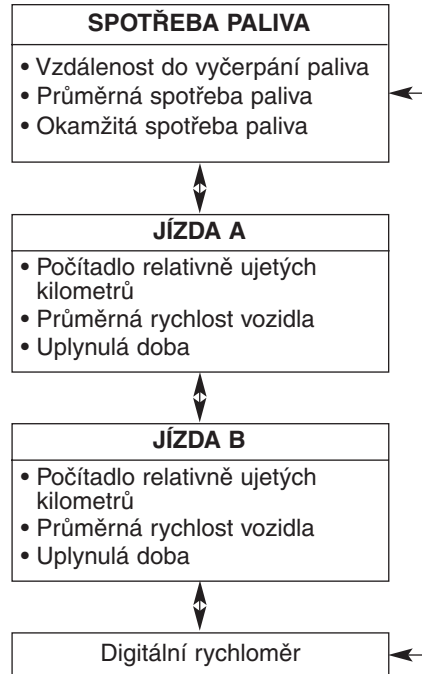 SPOTŘEBA PALIVA
• Vzdálenost do vyčerpání paliva
• Průměrná spotřeba paliva
• Okamžitá spotřeba paliva
JÍZDA A
• Počítadlo relativně ujetých
kilometrů
• Průměrná rychlost vozidla
• Uplynulá doba
JÍZDA B
• Počítadlo relativně ujetých
kilometrů
• Průměrná rychlost vozidla
• Uplynulá doba
Digitální rychloměr